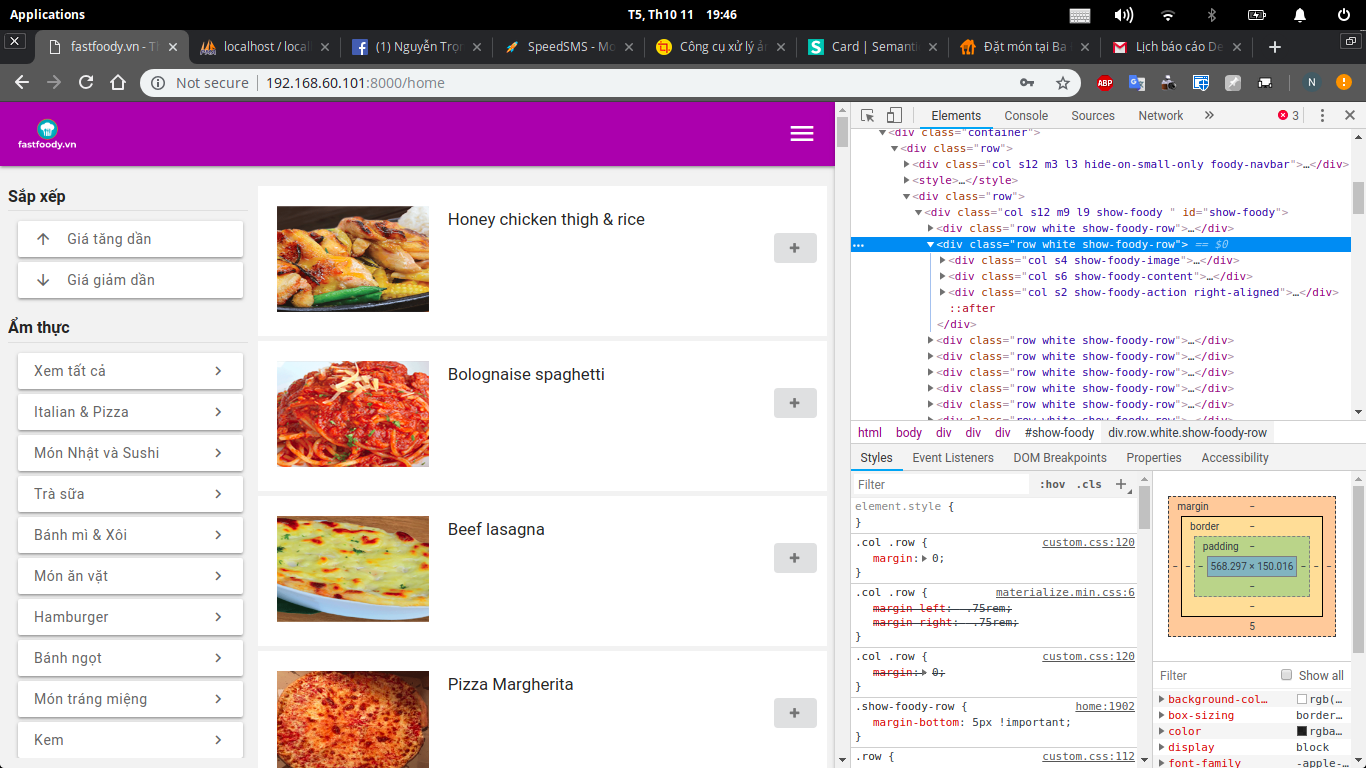 Applications
T5, Th10 11 19:46
fastfoody.vn - Th
localhost / locall
(1) Nguyễn Trọn
SpeedSMS - Mo
Công cụ xử lý ản
Card | Semanti
Đặt món tại Ba
Lịch báo cáo De
Not secure | 192.168.60.101:8000/home
ABP
N
fastfoody.vn
Sắp xếp
Giá tăng dần
Giá giảm dần
Ẩm thực
Xem tất cả
Italian & Pizza
Món Nhật và Sushi
Trà sữa
Bánh mì & Xôi
Món ăn vặt
Hamburger
Bánh ngọt
Món tráng miệng
Kem
Honey chicken thigh & rice
+
Bolognaise spaghetti
+
Beef lasagna
+
Pizza Margherita
+
Elements Console Sources Network » 3
<div class="container">
<div class="row">
<div class="col s12 m3 l3 hide-on-small-only foody-navbar">…</div>
<style>…</style>
<div class="row">
<div class="col s12 m9 l9 show-foody " id="show-foody">
<div class="row white show-foody-row">…</div>
<div class="row white show-foody-row"> == $0
<div class="col s4 show-foody-image">…</div>
<div class="col s6 show-foody-content">…</div>
<div class="col s2 show-foody-action right-aligned">…</div>
::after
</div>
<div class="row white show-foody-row">…</div>
<div class="row white show-foody-row">…</div>
<div class="row white show-foody-row">…</div>
<div class="row white show-foody-row">…</div>
<div class="row white show-foody-row">…</div>
<div class="row white show-foody-row">…</div>
html body div div div #show-foody div.row.white.show-foody-row
Styles Event Listeners DOM Breakpoints Properties Accessibility
Filter :hov .cls +
element.style {
}
.col .row { custom.css:120
margin: 0;
}
.col .row { materialize.min.css:6
margin-left: -.75rem;
margin-right: -.75rem;
}
.col .row { custom.css:120
margin: 0;
}
.show-foody-row { home:1902
margin-bottom: 5px !important;
}
.row { custom.css:112
margin –
border –
padding –
– – – 568.297 × 150.016 – – –
–
–
5
Filter Show all
background-col… rgb(…
box-sizing border…
color rgba…
display block
font-family -apple-…